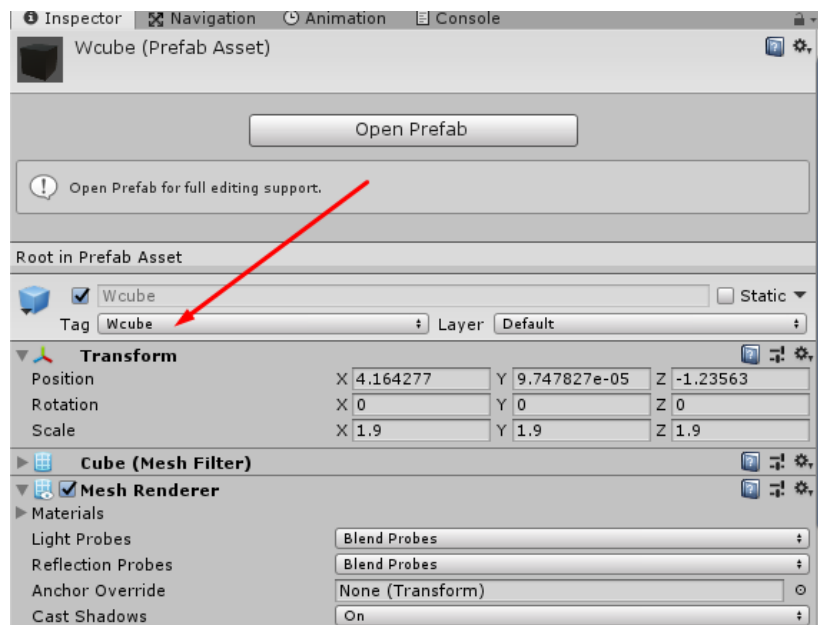 Inspector Navigation Animation Console
Wcube (Prefab Asset)
Open Prefab
Open Prefab for full editing support.
Root in Prefab Asset
Wcube Static
Tag Wcube Layer Default
Transform
Position X 4.164277 Y 9.747827e-05 Z -1.23563
Rotation X 0 Y 0 Z 0
Scale X 1.9 Y 1.9 Z 1.9
Cube (Mesh Filter)
Mesh Renderer
Materials
Light Probes Blend Probes
Reflection Probes Blend Probes
Anchor Override None (Transform)
Cast Shadows On